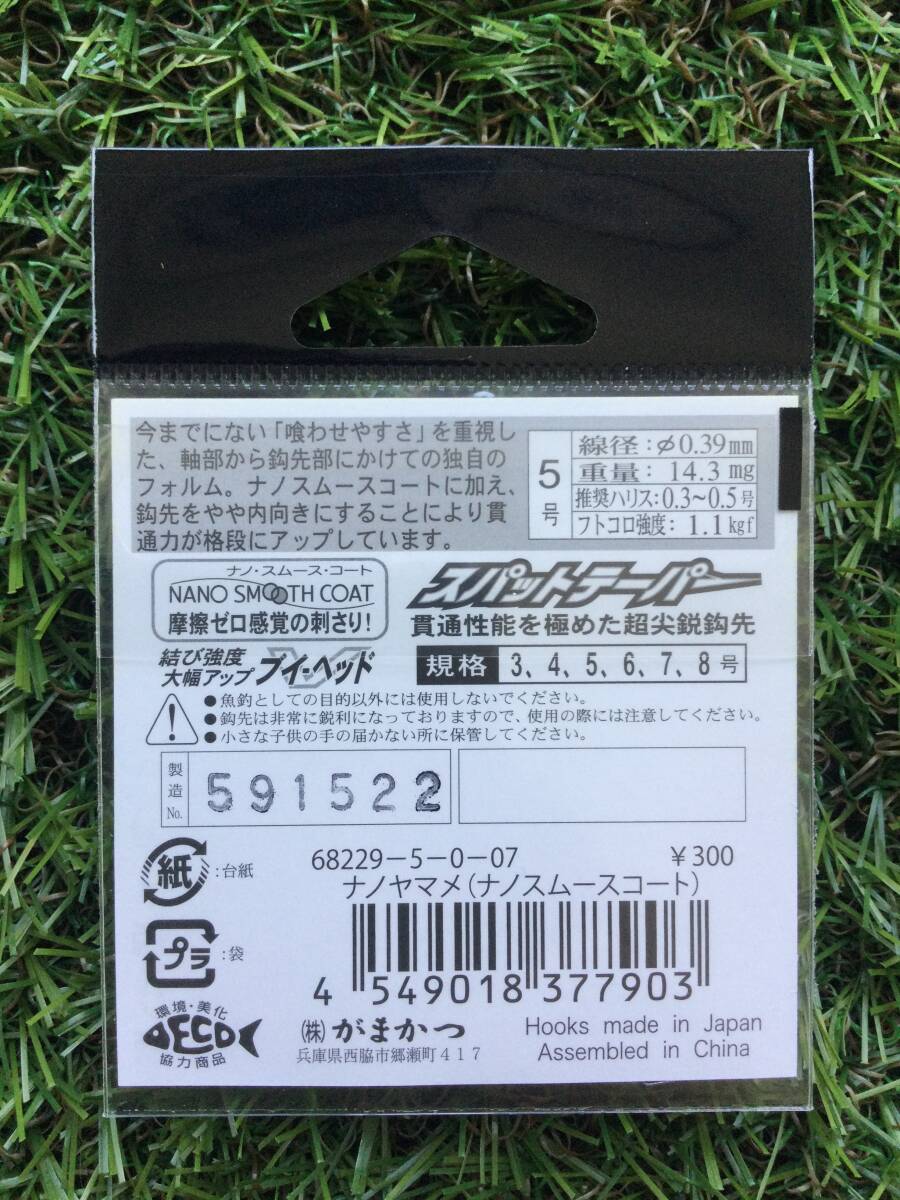 今までにない「喰わせやすさ」を重視し
た、軸部から鈎先部にかけての独自の
フォルム。ナノスムースコートに加え、
鈎先をやや内向きにすることにより貫
通力が格段にアップしています。
5号
線径:φ0.39mm
重量: 14.3 mg
推奨ハリス:0.3~0.5号
フトコロ強度: 1.1kgf
ナノ・スムース・コート
NANO SMOOTH COAT
摩擦ゼロ感覚の刺さり!
スパットテーパー
貫通性能を極めた超尖鋭鈎先
結び強度
大幅アップ ブイ・ヘッド
規格 3、4、5、6、7、8号
●魚釣としての目的以外には使用しないでください。
●鈎先は非常に鋭利になっておりますので、使用の際には注意してください。
●小さな子供の手の届かない所に保管してください。
製造No. 591522
紙:台紙
68229-5-0-07 ¥300
ナノヤマメ(ナノスムースコート)
プラ:袋
4 549018 377903
環境・美化
ECO
協力商品
(株)がまかつ
兵庫県西脇市郷瀬町417
Hooks made in Japan
Assembled in China